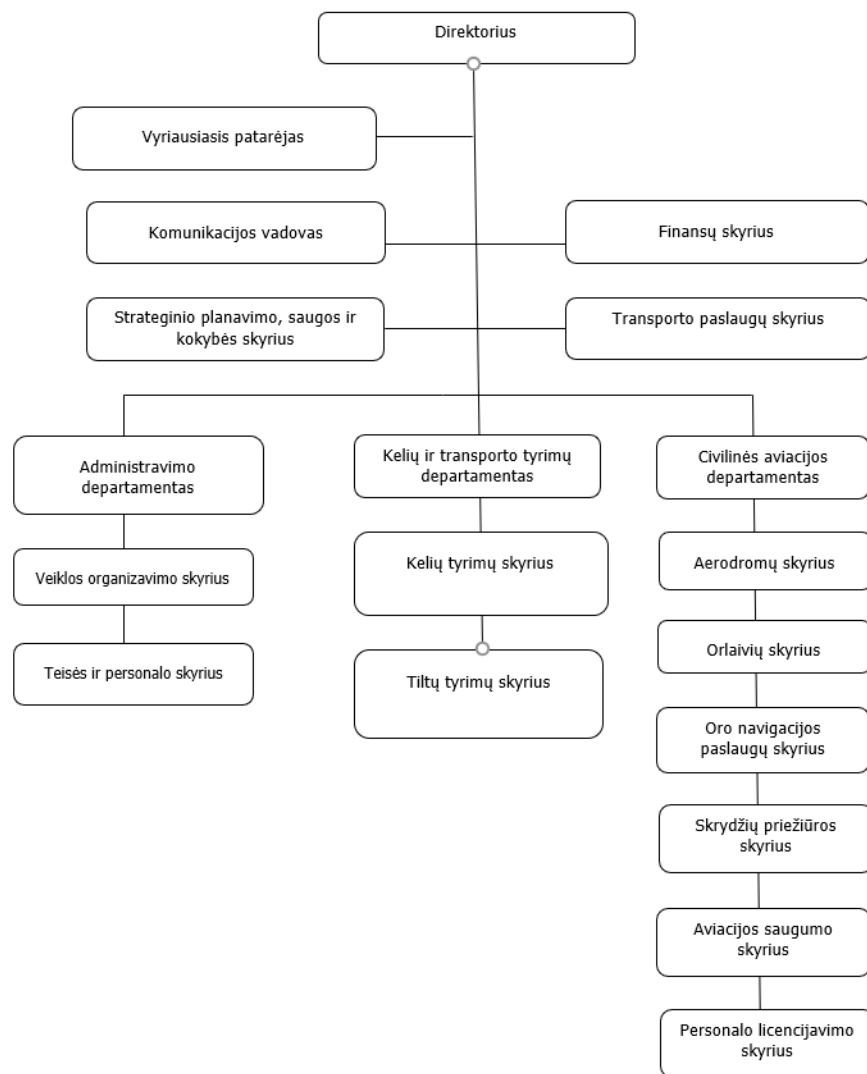 Direktorius
Vyriausiasis patarėjas
Komunikacijos vadovas
Finansų skyrius
Strateginio planavimo, saugos ir
kokybės skyrius
Transporto paslaugų skyrius
Administravimo
departamentas
Veiklos organizavimo skyrius
Teisės ir personalo skyrius
Kelių ir transporto tyrimų
departamentas
Kelių tyrimų skyrius
Tiltų tyrimų skyrius
Civilinės aviacijos
departamentas
Aerodromų skyrius
Orlaivių skyrius
Oro navigacijos
paslaugų skyrius
Skrydžių priežiūros
skyrius
Aviacijos saugumo
skyrius
Personalo licencijavimo
skyrius